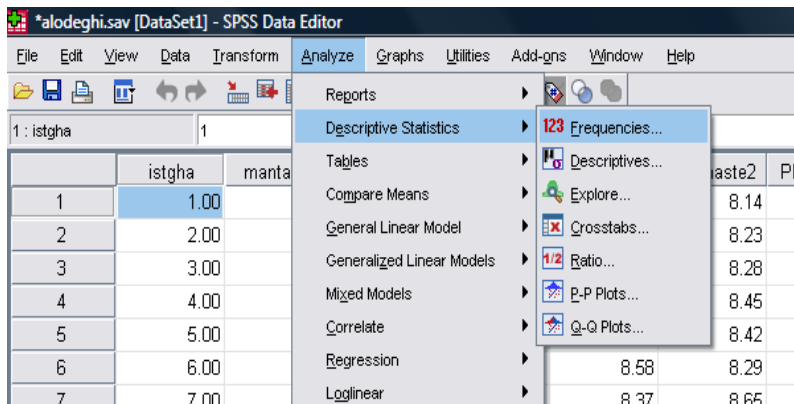 *alodeghi.sav [DataSet1] - SPSS Data Editor
File Edit View Data Transform Analyze Graphs Utilities Add-ons Window Help
1 : istgha 1
Reports
Descriptive Statistics
Tables
Compare Means
General Linear Model
Generalized Linear Models
Mixed Models
Correlate
Regression
Loglinear
123 Frequencies...
Descriptives...
Explore...
Crosstabs...
1/2 Ratio...
P-P Plots...
Q-Q Plots...
istgha manta aste2
1 1.00 8.14
2 2.00 8.23
3 3.00 8.28
4 4.00 8.45
5 5.00 8.42
6 6.00 8.58 8.29
7 7.00 8.37 8.65